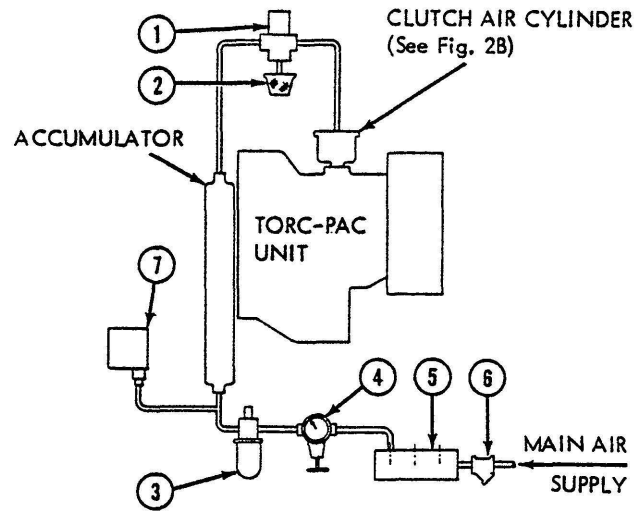 1
CLUTCH AIR CYLINDER
(See Fig. 2B)
2
ACCUMULATOR
TORC-PAC
UNIT
7
4
5
6
MAIN AIR
SUPPLY
3